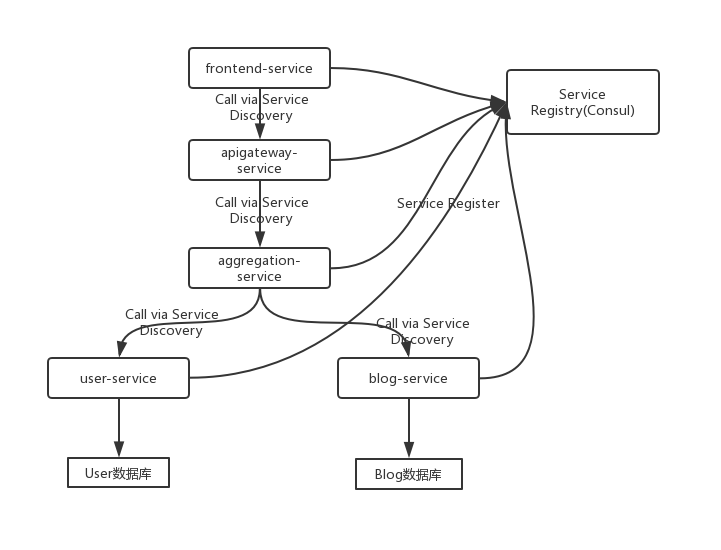 frontend-service
Service
Registry(Consul)
Call via Service
Discovery
apigateway-
service
Call via Service
Discovery
Service Register
aggregation-
service
Call via Service
Discovery
Call via Service
Discovery
user-service
blog-service
User数据库
Blog数据库